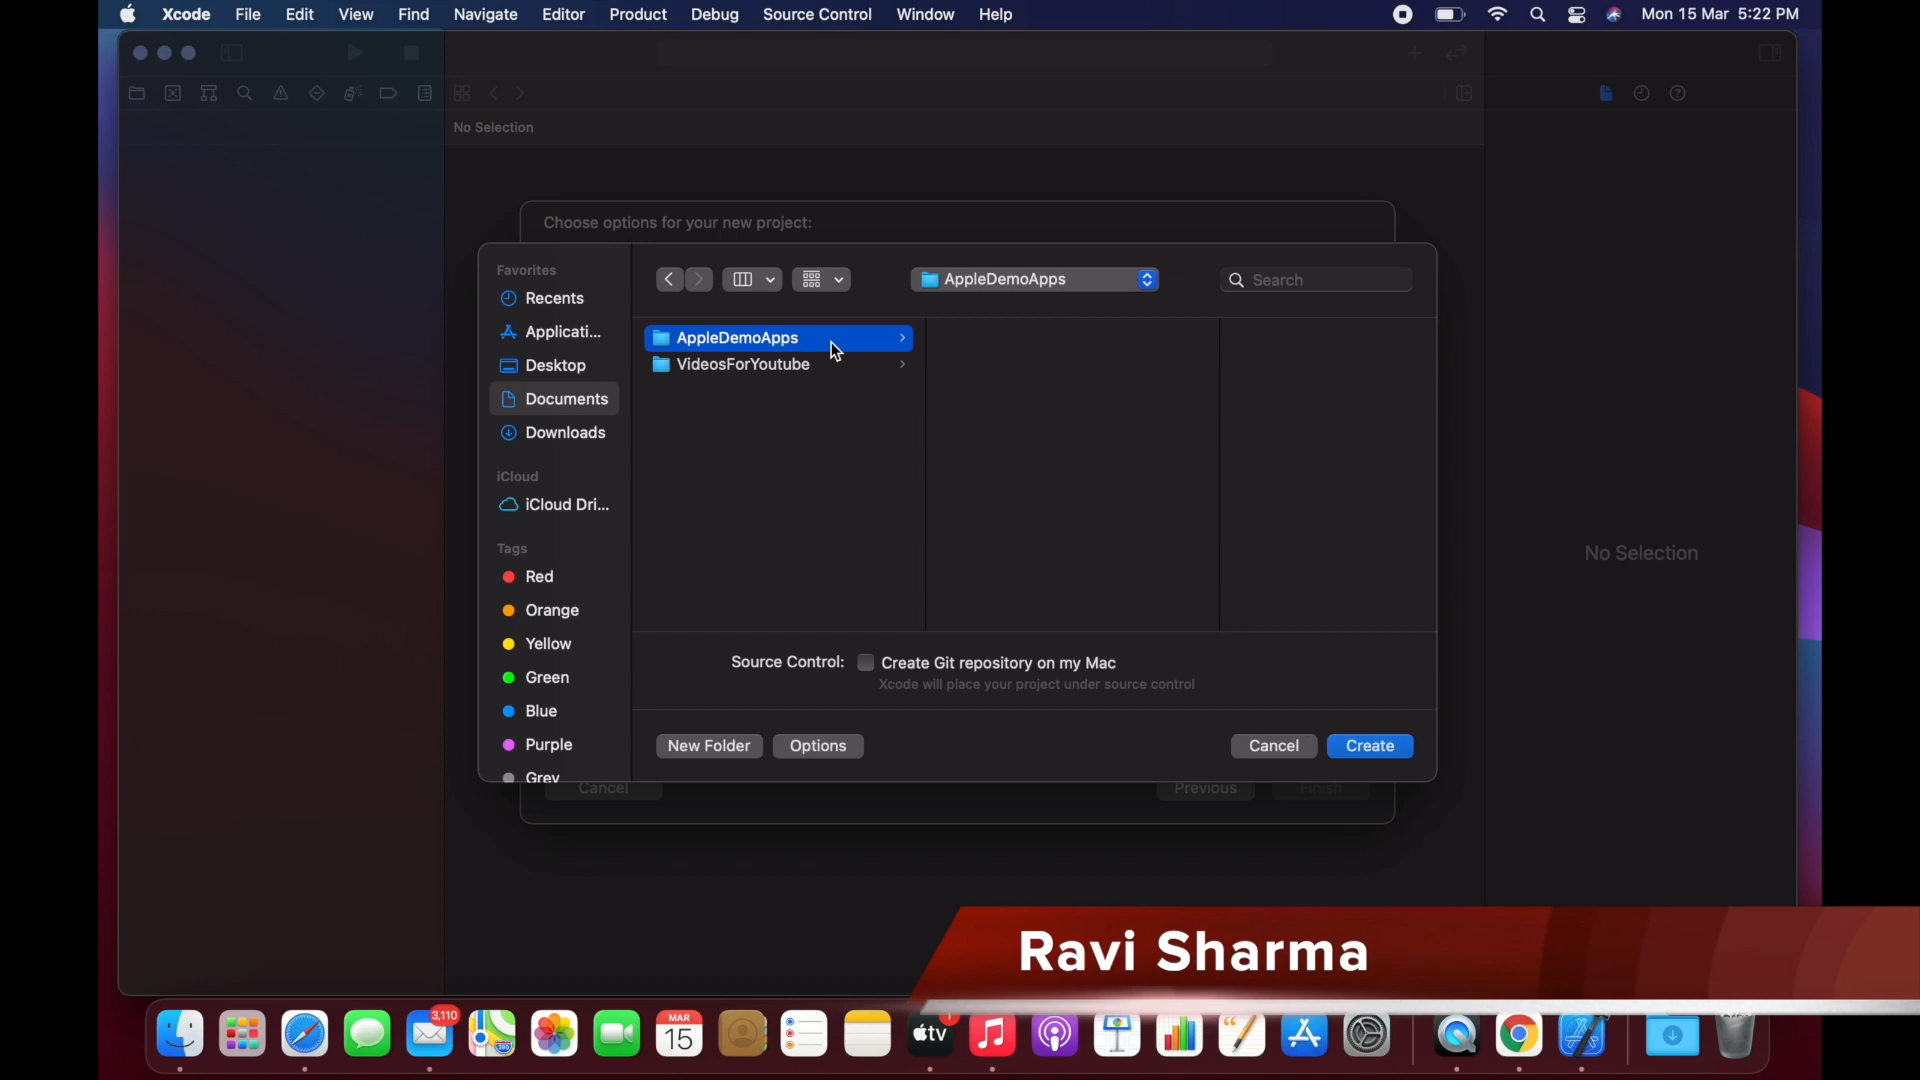 Xcode File Edit View Find Navigate Editor Product Debug Source Control Window Help Mon 15 Mar 5:22 PM
No Selection
Choose options for your new project:
Favorites
Recents
Applicati...
Desktop
Documents
Downloads
iCloud
iCloud Dri...
Tags
Red
Orange
Yellow
Green
Blue
Purple
Grey
AppleDemoApps
Search
AppleDemoApps
VideosForYoutube
Source Control: Create Git repository on my Mac
Xcode will place your project under source control
New Folder Options Cancel Create
Cancel Previous Finish
No Selection
Ravi Sharma
3,110
280
MAR
15
tv
1